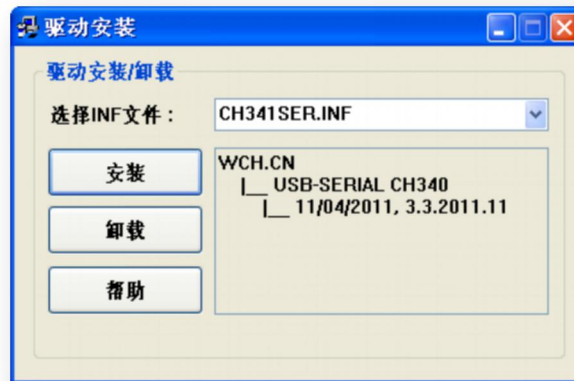 驱动安装
驱动安装/卸载
选择INF文件：
CH341SER.INF
安装
卸载
帮助
WCH.CN
|__ USB-SERIAL CH340
|__ 11/04/2011, 3.3.2011.11